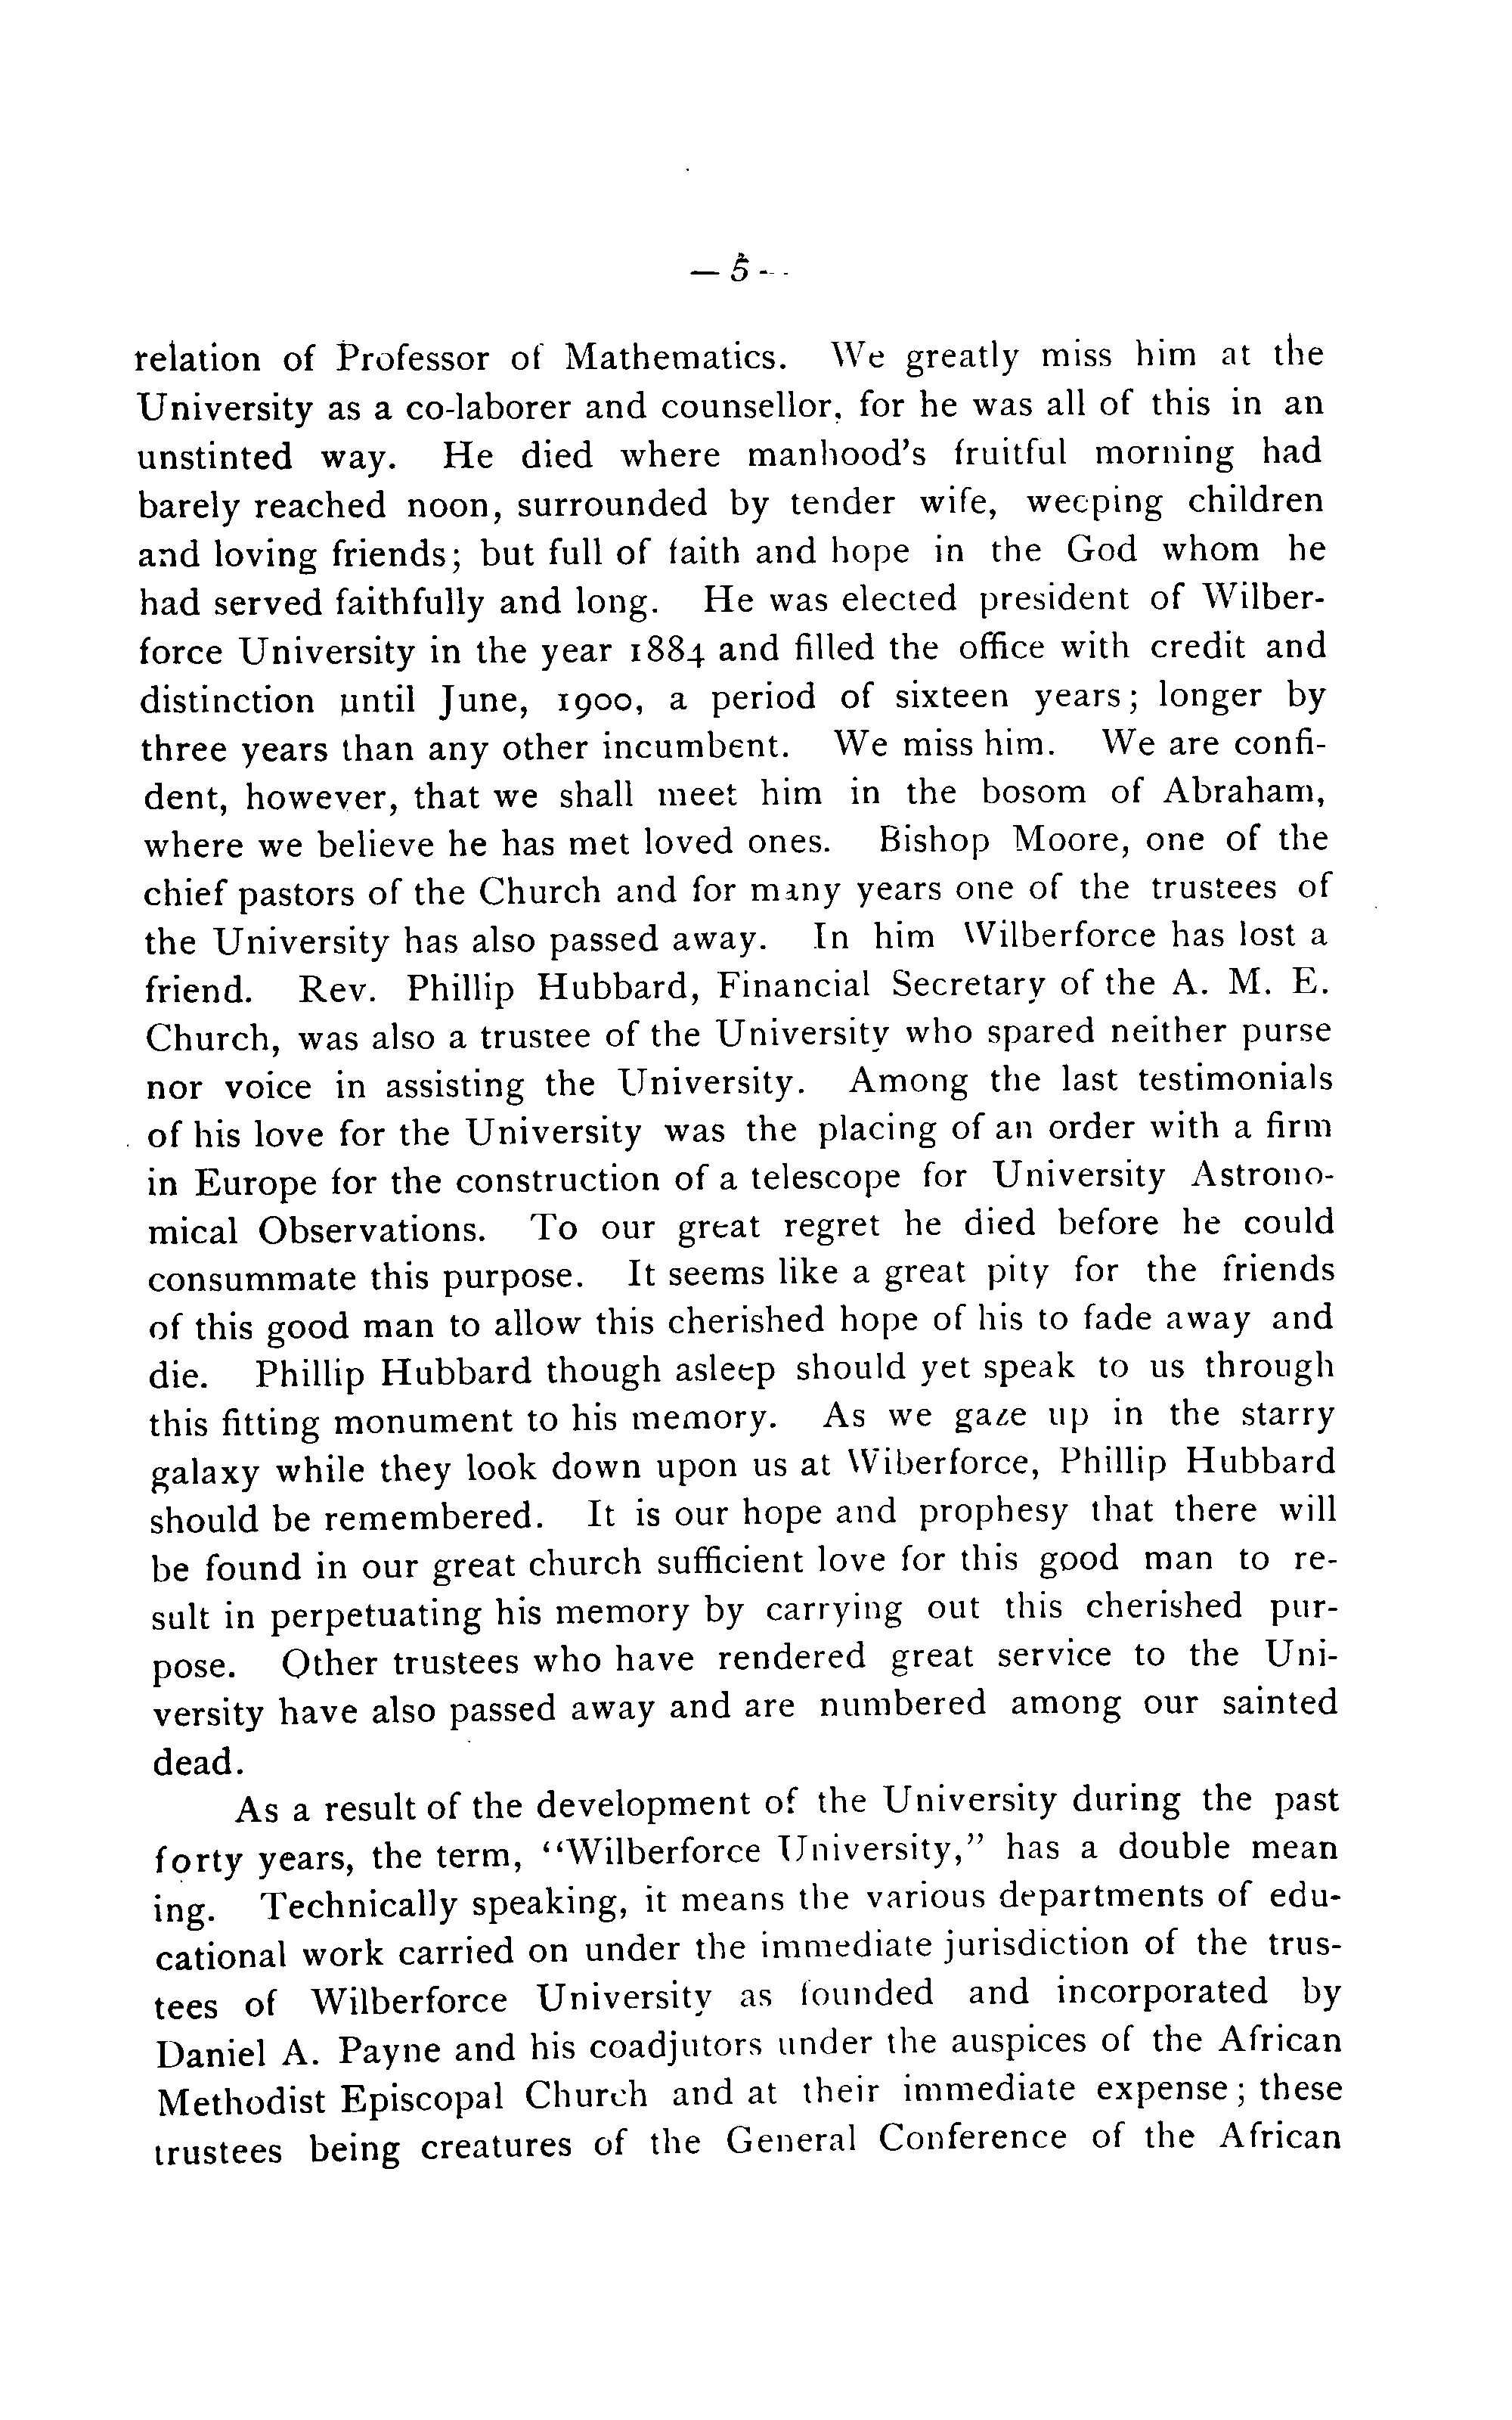 — 5 --
relation of Professor of Mathematics. We greatly miss him at the
University as a co-laborer and counsellor, for he was all of this in an
unstinted way. He died where manhood's fruitful morning had
barely reached noon, surrounded by tender wife, weeping children
and loving friends; but full of faith and hope in the God whom he
had served faithfully and long. He was elected president of Wilber-
force University in the year 1884 and filled the office with credit and
distinction until June, 1900, a period of sixteen years; longer by
three years than any other incumbent. We miss him. We are confi-
dent, however, that we shall meet him in the bosom of Abraham,
where we believe he has met loved ones. Bishop Moore, one of the
chief pastors of the Church and for many years one of the trustees of
the University has also passed away. In him Wilberforce has lost a
friend. Rev. Phillip Hubbard, Financial Secretary of the A. M. E.
Church, was also a trustee of the University who spared neither purse
nor voice in assisting the University. Among the last testimonials
of his love for the University was the placing of an order with a firm
in Europe for the construction of a telescope for University Astrono-
mical Observations. To our great regret he died before he could
consummate this purpose. It seems like a great pity for the friends
of this good man to allow this cherished hope of his to fade away and
die. Phillip Hubbard though asleep should yet speak to us through
this fitting monument to his memory. As we gaze up in the starry
galaxy while they look down upon us at Wiberforce, Phillip Hubbard
should be remembered. It is our hope and prophesy that there will
be found in our great church sufficient love for this good man to re-
sult in perpetuating his memory by carrying out this cherished pur-
pose. Other trustees who have rendered great service to the Uni-
versity have also passed away and are numbered among our sainted
dead.
As a result of the development of the University during the past
forty years, the term, "Wilberforce University," has a double mean
ing. Technically speaking, it means the various departments of edu-
cational work carried on under the immediate jurisdiction of the trus-
tees of Wilberforce University as founded and incorporated by
Daniel A. Payne and his coadjutors under the auspices of the African
Methodist Episcopal Church and at their immediate expense; these
trustees being creatures of the General Conference of the African